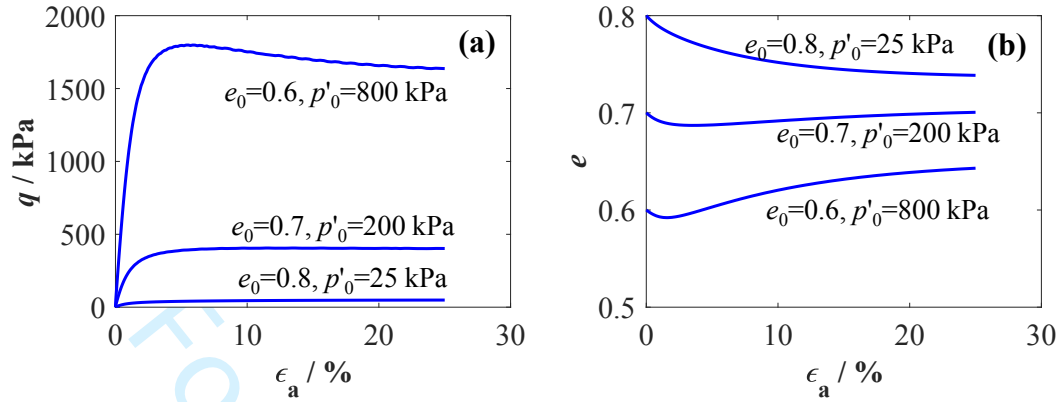 2000
1500
1000
500
0
0
10
20
30
q / kPa
ϵa / %
(a)
e0=0.6, p'0=800 kPa
e0=0.7, p'0=200 kPa
e0=0.8, p'0=25 kPa
0.8
0.7
0.6
0.5
0
10
20
30
e
ϵa / %
(b)
e0=0.8, p'0=25 kPa
e0=0.7, p'0=200 kPa
e0=0.6, p'0=800 kPa
Fo